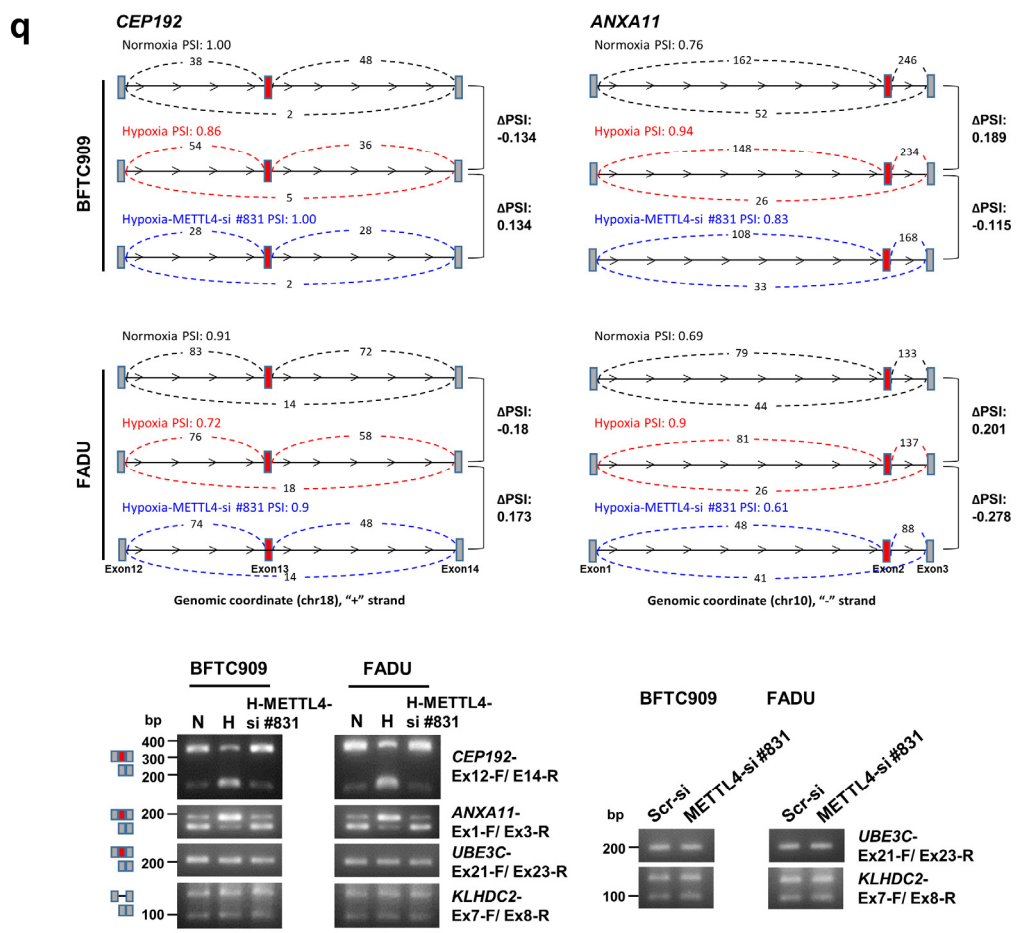 q
CEP192
Normoxia PSI: 1.00
38
48
2
Hypoxia PSI: 0.86
54
36
5
Hypoxia-METTL4-si #831 PSI: 1.00
28
28
2
ΔPSI:
-0.134
ΔPSI:
0.134
BFTC909
ANXA11
Normoxia PSI: 0.76
162
246
52
Hypoxia PSI: 0.94
148
234
26
Hypoxia-METTL4-si #831 PSI: 0.83
108
168
33
ΔPSI:
0.189
ΔPSI:
-0.115
FADU
Normoxia PSI: 0.91
83
72
14
Hypoxia PSI: 0.72
76
58
18
Hypoxia-METTL4-si #831 PSI: 0.9
74
48
14
Exon12
Exon13
Exon14
ΔPSI:
-0.18
ΔPSI:
0.173
Genomic coordinate (chr18), “+” strand
Normoxia PSI: 0.69
79
133
44
Hypoxia PSI: 0.9
81
137
26
Hypoxia-METTL4-si #831 PSI: 0.61
48
88
41
Exon1
Exon2
Exon3
ΔPSI:
0.201
ΔPSI:
-0.278
Genomic coordinate (chr10), “-” strand
BFTC909
FADU
bp
N
H
H-METTL4-
si #831
N
H
H-METTL4-
si #831
400
300
200
CEP192-
Ex12-F/ E14-R
200
ANXA11-
Ex1-F/ Ex3-R
200
UBE3C-
Ex21-F/ Ex23-R
100
KLHDC2-
Ex7-F/ Ex8-R
BFTC909
FADU
bp
Scr-si
METTL4-si #831
Scr-si
METTL4-si #831
200
UBE3C-
Ex21-F/ Ex23-R
100
KLHDC2-
Ex7-F/ Ex8-R